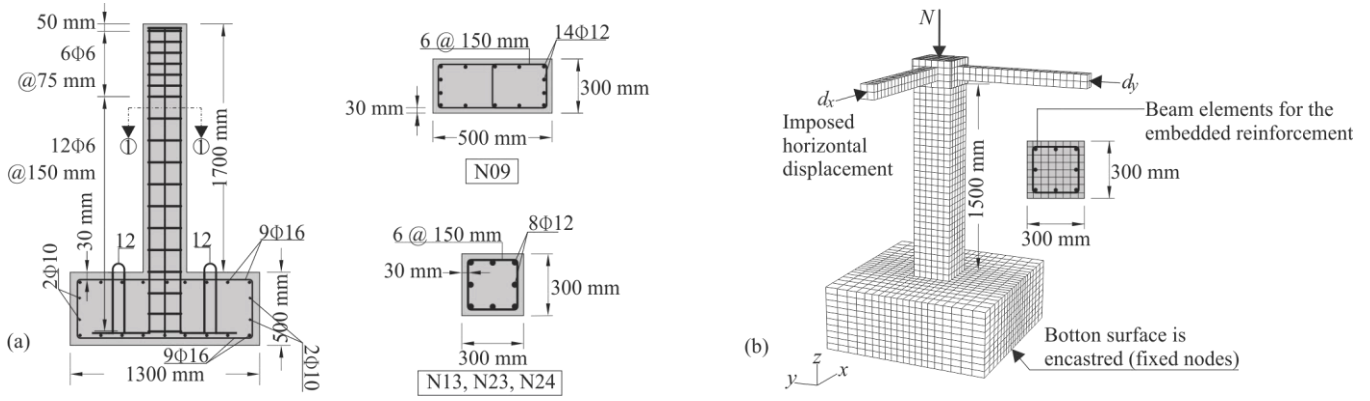 50 mm
6Φ6
@75 mm
12Φ6
@150 mm
1700 mm
30 mm
12
12
9Φ16
2Φ10
500 mm
(a)
9Φ16
1300 mm
2Φ10
6 @ 150 mm
14Φ12
300 mm
30 mm
500 mm
N09
6 @ 150 mm
8Φ12
30 mm
300 mm
300 mm
N13, N23, N24
N
dx
dy
Imposed
horizontal
displacement
1500 mm
Beam elements for the
embedded reinforcement
300 mm
300 mm
Botton surface is
encastred (fixed nodes)
(b)
z
y
x